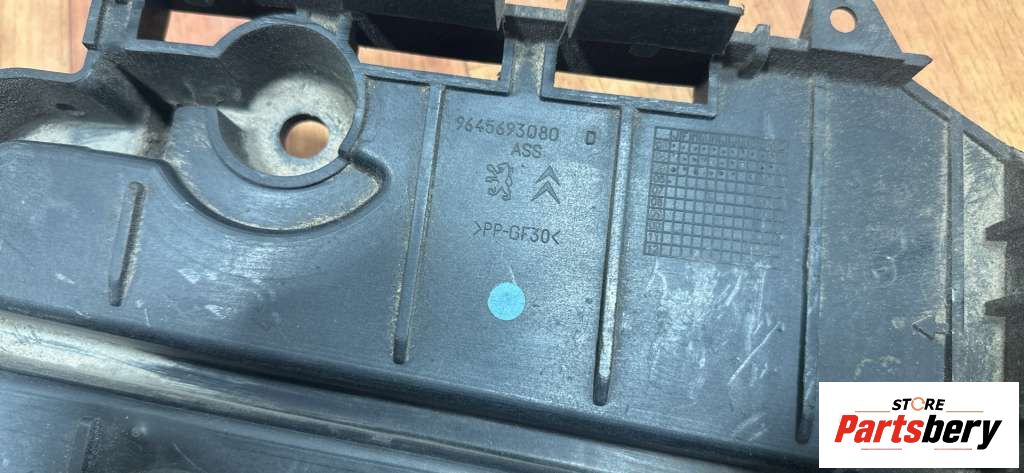 9645693080 D
ASS
>PP-GF30<
STORE
Partsbery